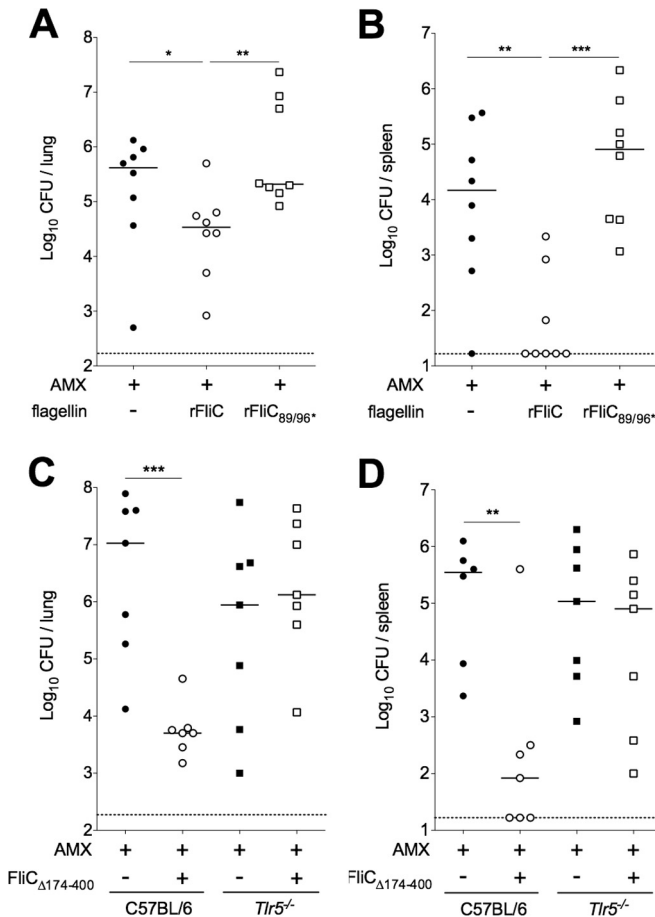 A
B
* **
** ***
8
7
6
5
4
3
2
Log10 CFU / lung
7
6
5
4
3
2
1
Log10 CFU / spleen
AMX + + +
flagellin - rFliC rFliC89/96*
AMX + + +
flagellin - rFliC rFliC89/96*
C
D
***
**
8
7
6
5
4
3
2
Log10 CFU / lung
7
6
5
4
3
2
1
Log10 CFU / spleen
AMX + + + +
FliCΔ174-400 - + - +
C57BL/6 Tlr5-/-
AMX + + + +
FliCΔ174-400 - + - +
C57BL/6 Tlr5-/-